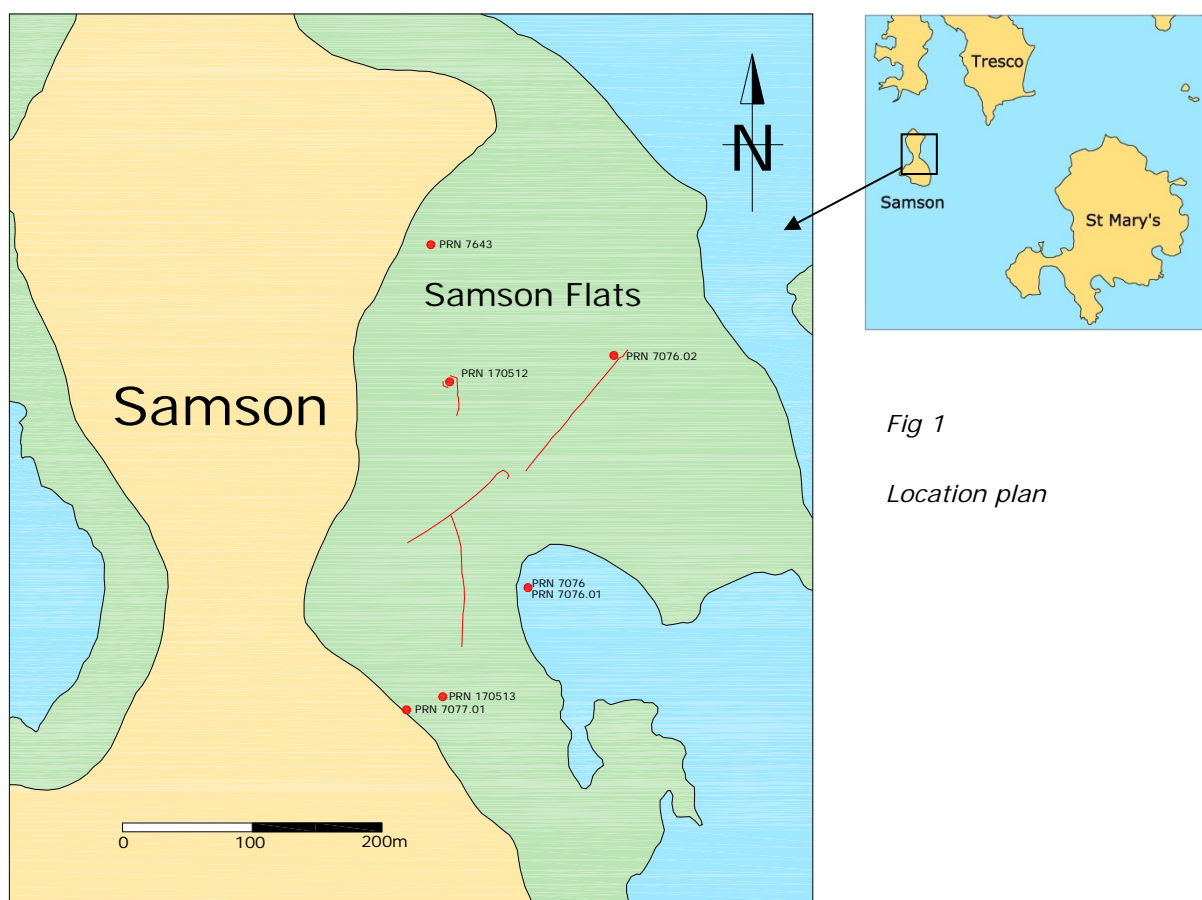 N
PRN 7643
Samson Flats
PRN 7076.02
PRN 170512
Samson
PRN 7076
PRN 7076.01
PRN 170513
PRN 7077.01
0 100 200m
Tresco
Samson
St Mary's
Fig 1
Location plan